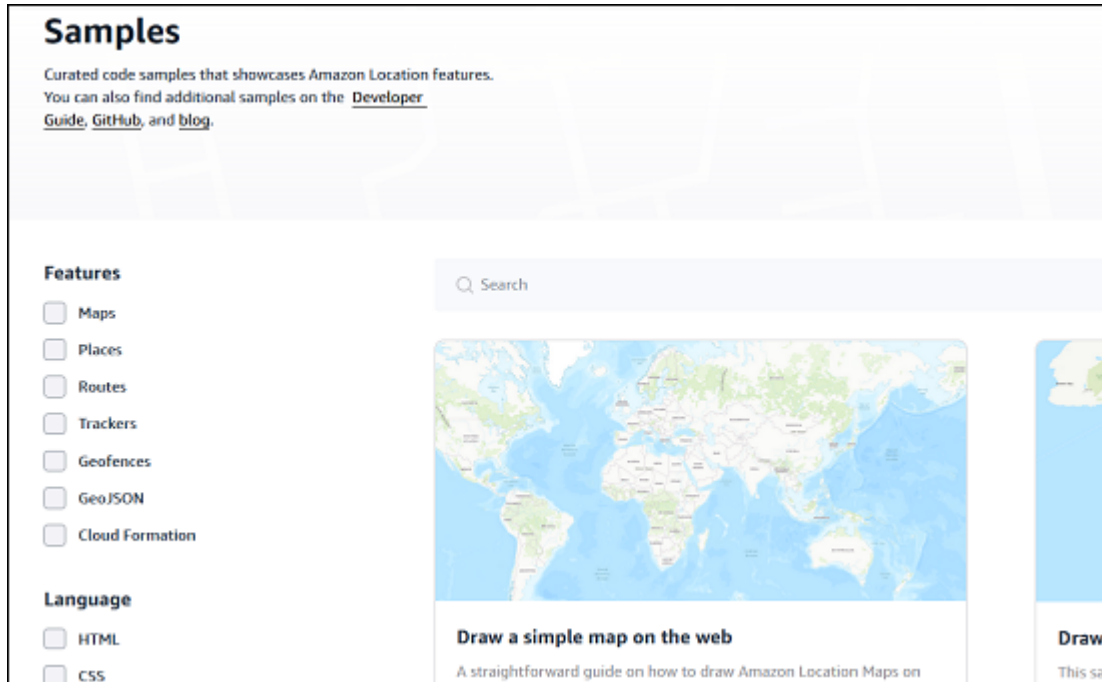 Samples
Curated code samples that showcases Amazon Location features.
You can also find additional samples on the Developer
Guide, GitHub, and blog.
Features
Maps
Places
Routes
Trackers
Geofences
GeoJSON
Cloud Formation
Language
HTML
CSS
Search
Draw a simple map on the web
A straightforward guide on how to draw Amazon Location Maps on
Draw
This sa